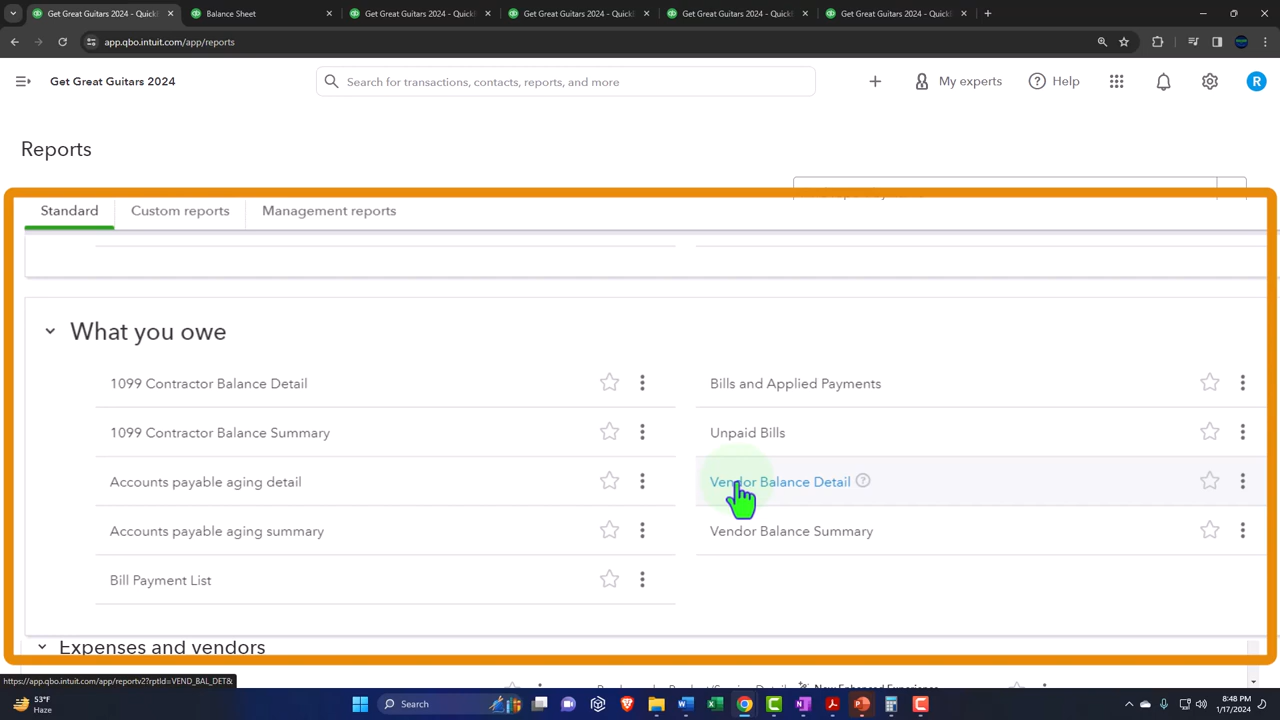 Get Great Guitars 2024 - Quick
Balance Sheet
Get Great Guitars 2024 - Quick
Get Great Guitars 2024 - Quick
Get Great Guitars 2024 - Quick
Get Great Guitars 2024 - Quick
app.qbo.intuit.com/app/reports
Get Great Guitars 2024
Search for transactions, contacts, reports, and more
My experts
Help
R
Reports
Standard
Custom reports
Management reports
What you owe
1099 Contractor Balance Detail
Bills and Applied Payments
1099 Contractor Balance Summary
Unpaid Bills
Accounts payable aging detail
Vendor Balance Detail
Accounts payable aging summary
Vendor Balance Summary
Bill Payment List
Expenses and vendors
https://app.qbo.intuit.com/app/reportv2?rptId=VEND_BAL_DET&
New Enhanced Experience
53°F
Haze
Search
8:48 PM
1/17/2024